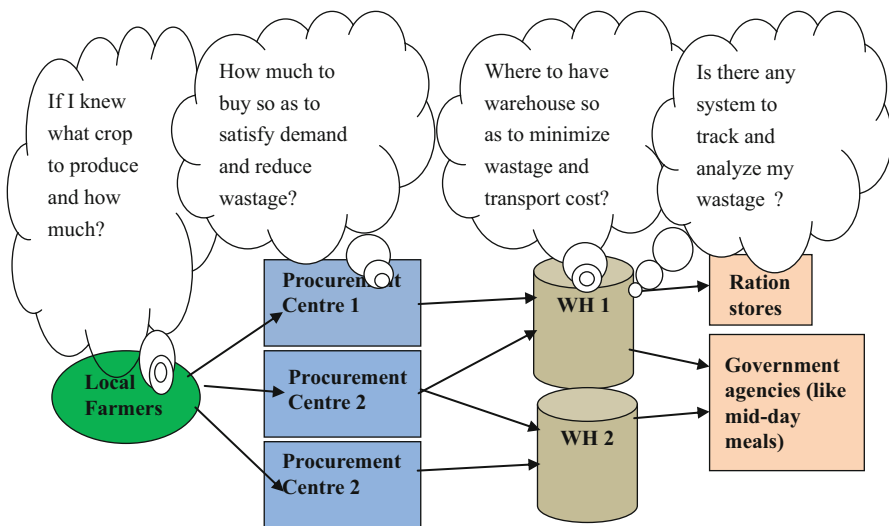 If I knew
what crop
to produce
and how
much?
How much to
buy so as to
satisfy demand
and reduce
wastage?
Where to have
warehouse so
as to minimize
wastage and
transport cost?
Is there any
system to
track and
analyze my
wastage ?
Local
Farmers
Procurement
Centre 1
Procurement
Centre 2
Procurement
Centre 2
WH 1
WH 2
Ration
stores
Government
agencies (like
mid-day
meals)